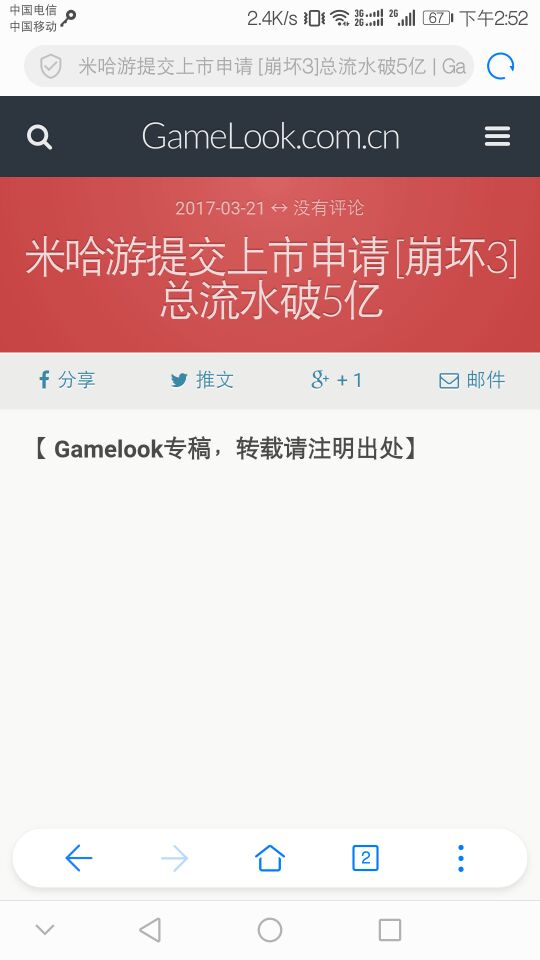 中国电信
中国移动
2.4K/s 3G 2G 2G 67 下午2:52
米哈游提交上市申请 [崩坏3]总流水破5亿 | Ga
GameLook.com.cn
2017-03-21 ↔ 没有评论
米哈游提交上市申请 [崩坏3]
总流水破5亿
分享 推文 +1 邮件
【 Gamelook专稿，转载请注明出处】
2